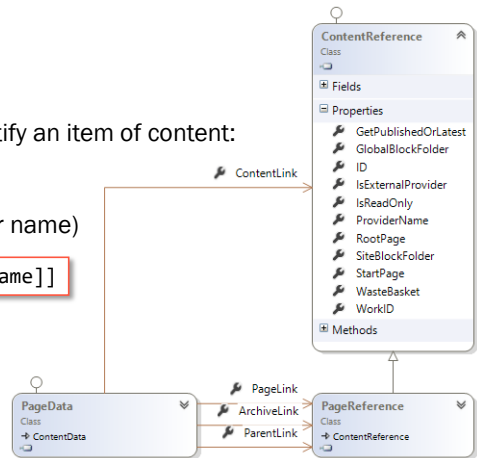 ContentReference
Class
Fields
tify an item of content:
Properties
GetPublishedOrLatest
GlobalBlockFolder
ContentLink
ID
IsExternalProvider
IsReadOnly
r name)
ProviderName
RootPage
SiteBlockFolder
ame]]
StartPage
WasteBasket
WorkID
Methods
PageLink
PageData
Class
ContentData
ArchiveLink
ParentLink
PageReference
Class
ContentReference